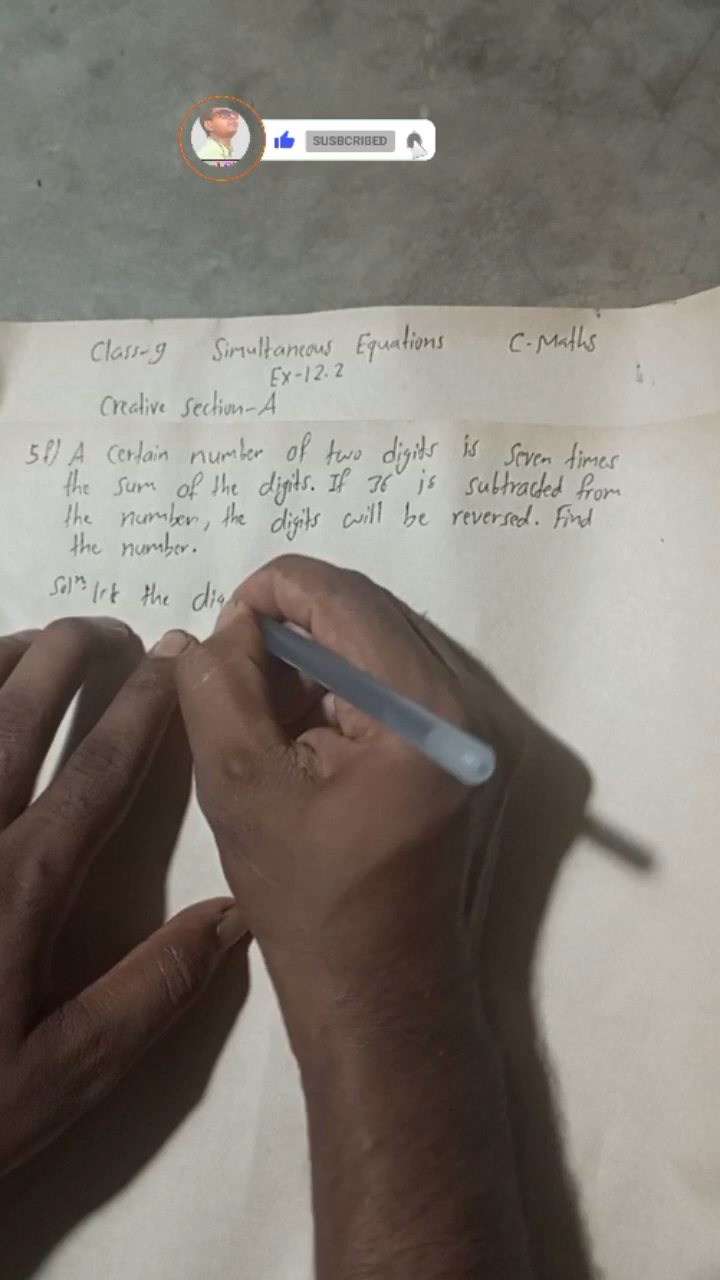 SUSBCRIBED
Class-9 Simultaneous Equations C-Maths
Ex-12.2
Creative section-A
5f) A certain number of two digits is seven times
the sum of the digits. If 36 is subtracted from
the number, the digits will be reversed. Find
the number.
Solⁿ: let the dig